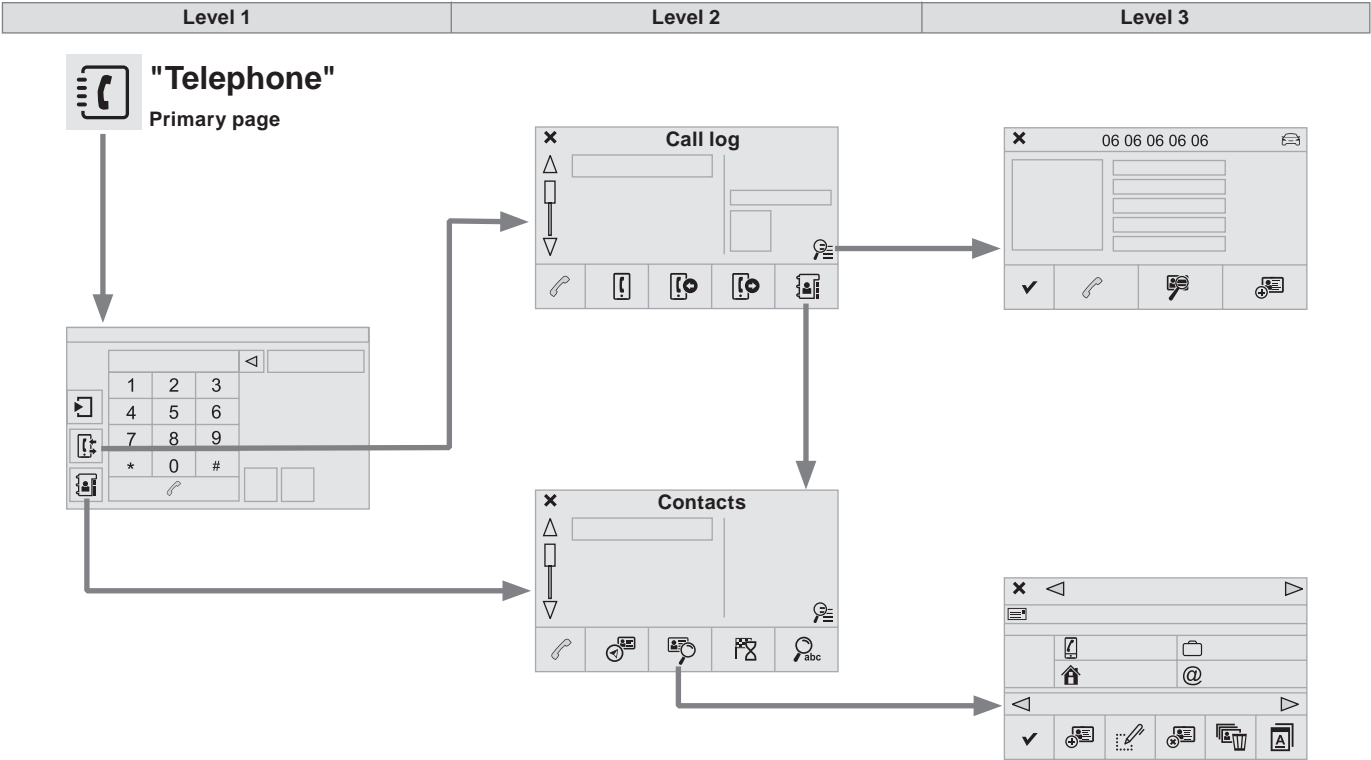 Level 1 Level 2 Level 3
"Telephone"
Primary page
Call log
06 06 06 06 06
1 2 3
4 5 6
7 8 9
* 0 #
Contacts
abc
@
A